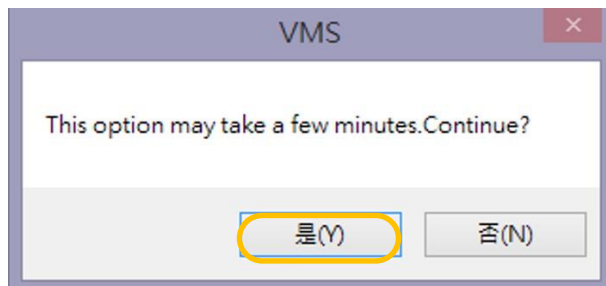 VMS
This option may take a few minutes.Continue?
是(Y)
否(N)